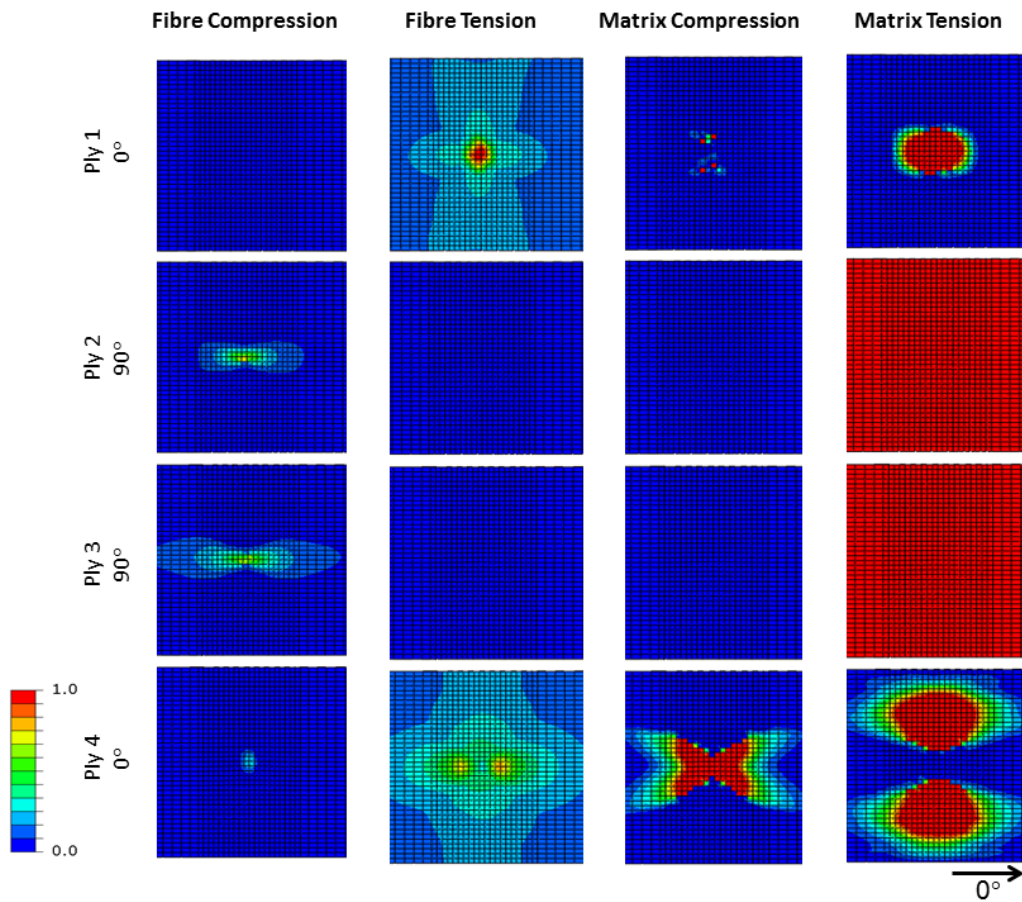 Fibre Compression
Fibre Tension
Matrix Compression
Matrix Tension
Ply 1
0°
Ply 2
90°
Ply 3
90°
Ply 4
0°
1.0
0.0
0°